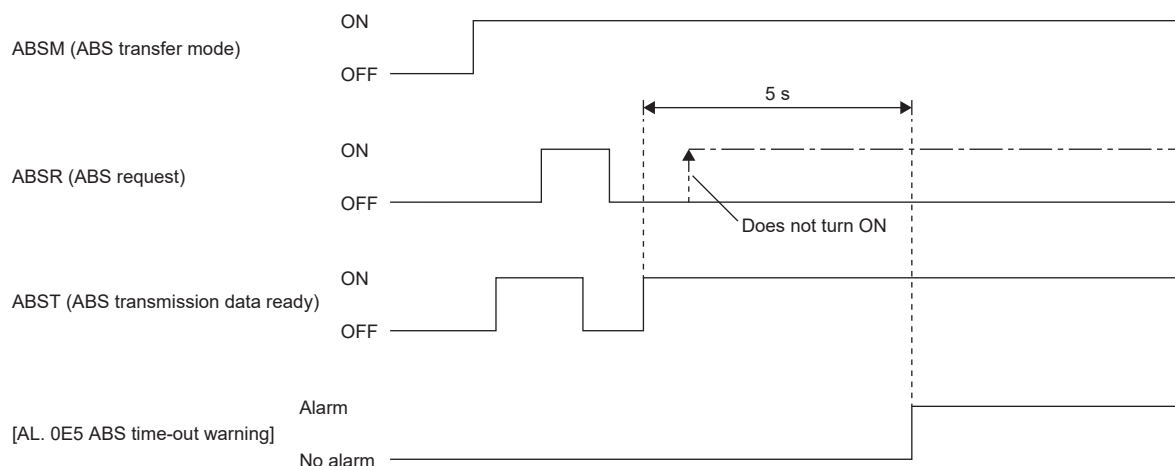 ON
ABSM (ABS transfer mode)
OFF
5 s
ON
ABSR (ABS request)
OFF
Does not turn ON
ON
ABST (ABS transmission data ready)
OFF
Alarm
[AL. 0E5 ABS time-out warning]
No alarm